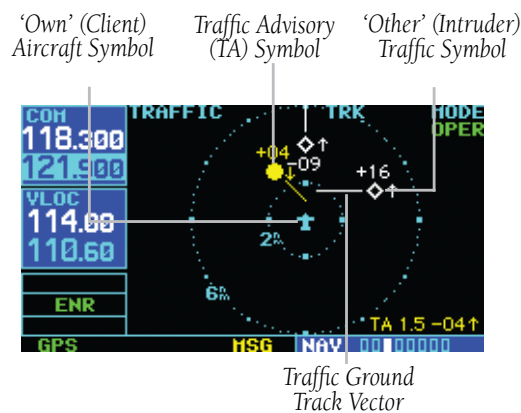 'Own' (Client)
Aircraft Symbol
Traffic Advisory
(TA) Symbol
'Other' (Intruder)
Traffic Symbol
COM
118.300
121.900
VLOC
114.00
110.60
ENR
GPS
TRAFFIC
TRK
MODE
OPER
+04
-09
+16
2nm
6nm
TA 1.5 -04↑
MSG
NAV
Traffic Ground
Track Vector